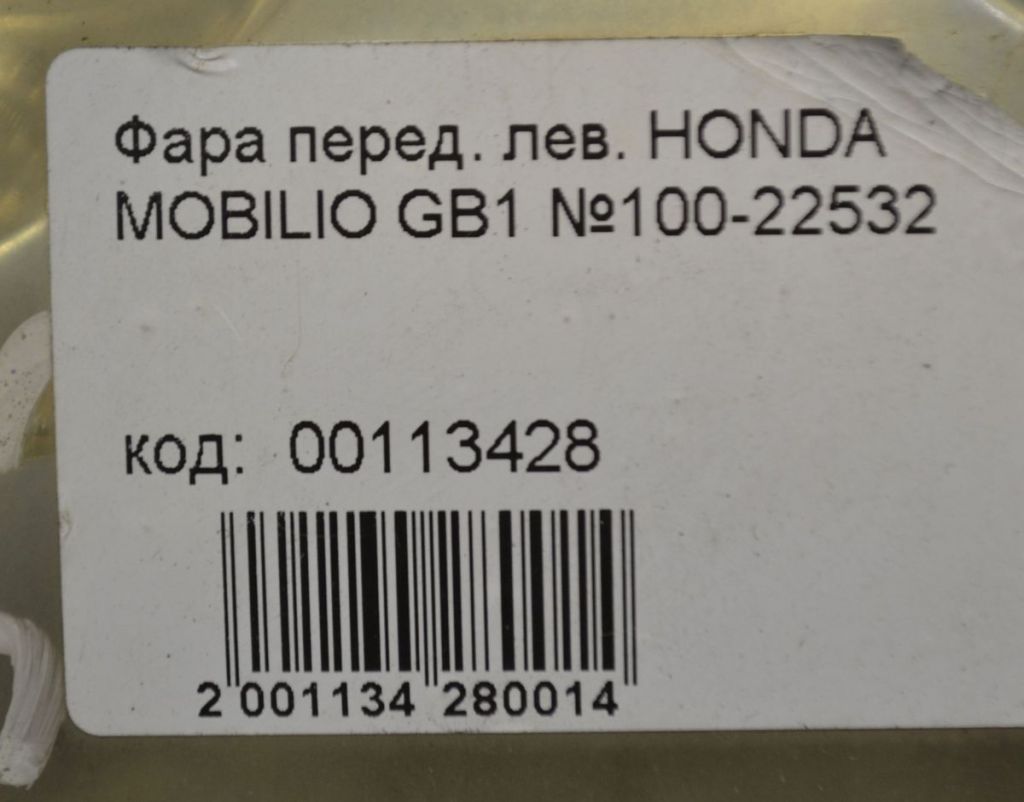 Фара перед. лев. HONDA
MOBILIO GB1 №100-22532
код: 00113428
2 001134 280014